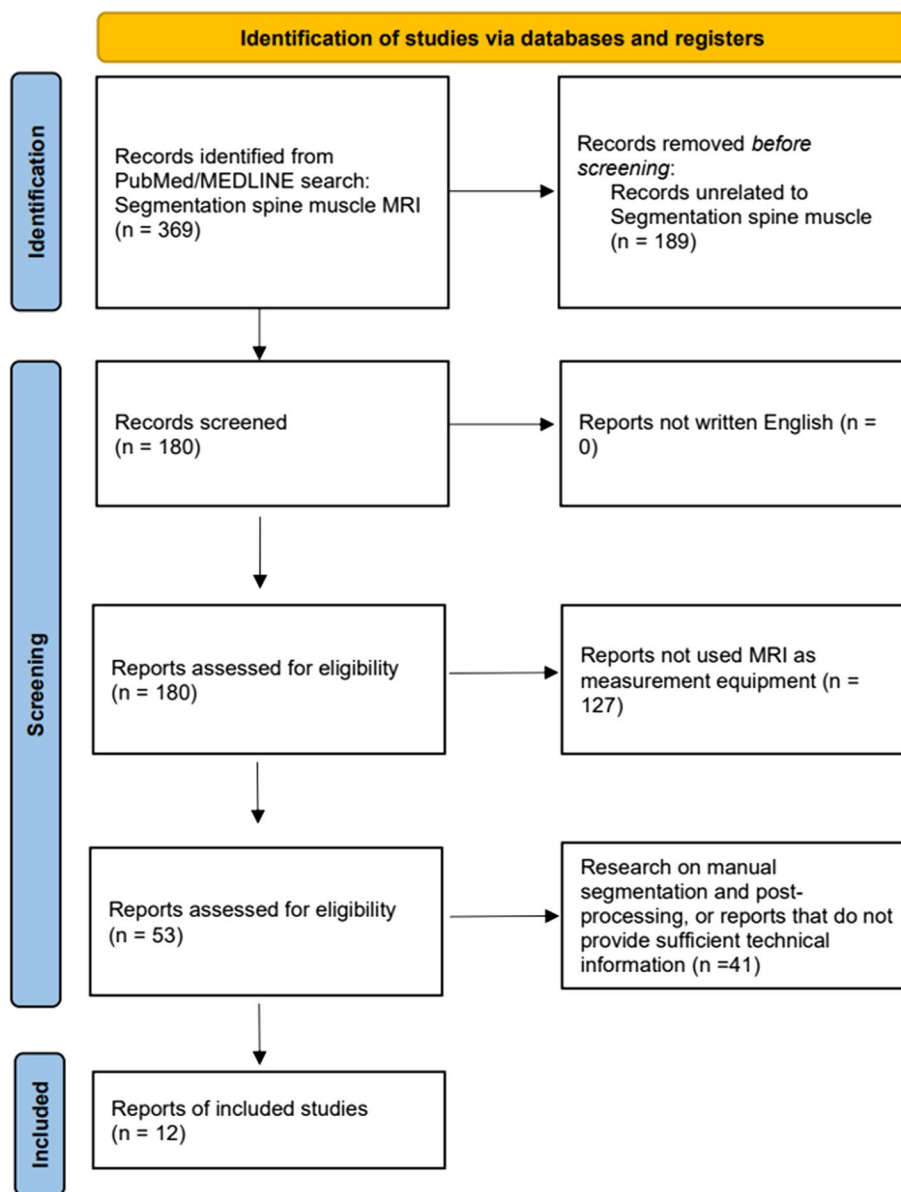 Identification of studies via databases and registers
Identification
Records identified from
PubMed/MEDLINE search:
Segmentation spine muscle MRI
(n = 369)
Records removed before
screening:
Records unrelated to
Segmentation spine muscle
(n = 189)
Screening
Records screened
(n = 180)
Reports not written English (n =
0)
Reports assessed for eligibility
(n = 180)
Reports not used MRI as
measurement equipment (n =
127)
Reports assessed for eligibility
(n = 53)
Research on manual
segmentation and post-
processing, or reports that do not
provide sufficient technical
information (n =41)
Included
Reports of included studies
(n = 12)